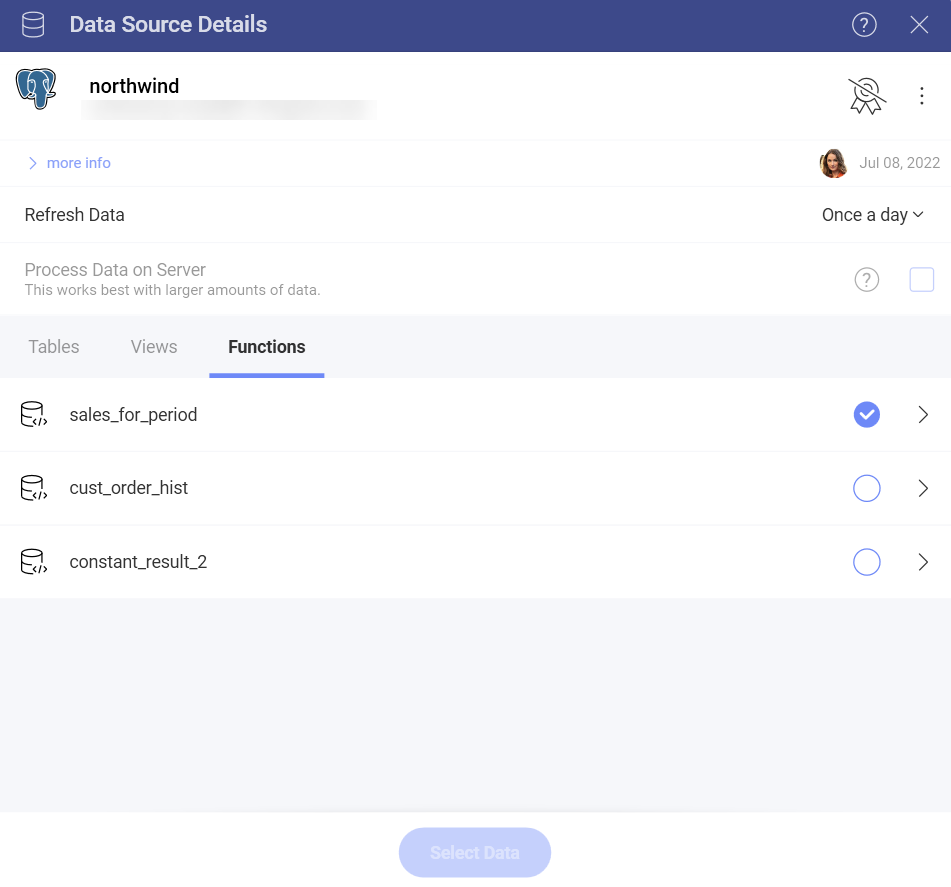 Data Source Details
?
northwind
more info
Jul 08, 2022
Refresh Data
Once a day
Process Data on Server
This works best with larger amounts of data.
?
Tables
Views
Functions
sales_for_period
cust_order_hist
constant_result_2
Select Data